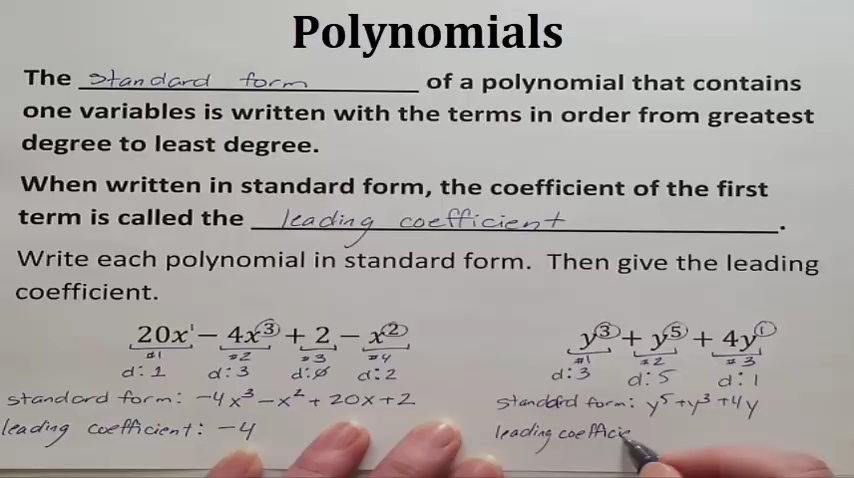 Polynomials
The standard form of a polynomial that contains
one variables is written with the terms in order from greatest
degree to least degree.
When written in standard form, the coefficient of the first
term is called the leading coefficient.
Write each polynomial in standard form. Then give the leading
coefficient.
20x¹ − 4x³ + 2 − x²
#1 #2 #3 #4
d: 1 d: 3 d: 0 d: 2
standard form: −4x³ − x² + 20x + 2
leading coefficient: −4
y³ + y⁵ + 4y¹
#1 #2 #3
d: 3 d: 5 d: 1
standard form: y⁵ + y³ + 4y
leading coeffici